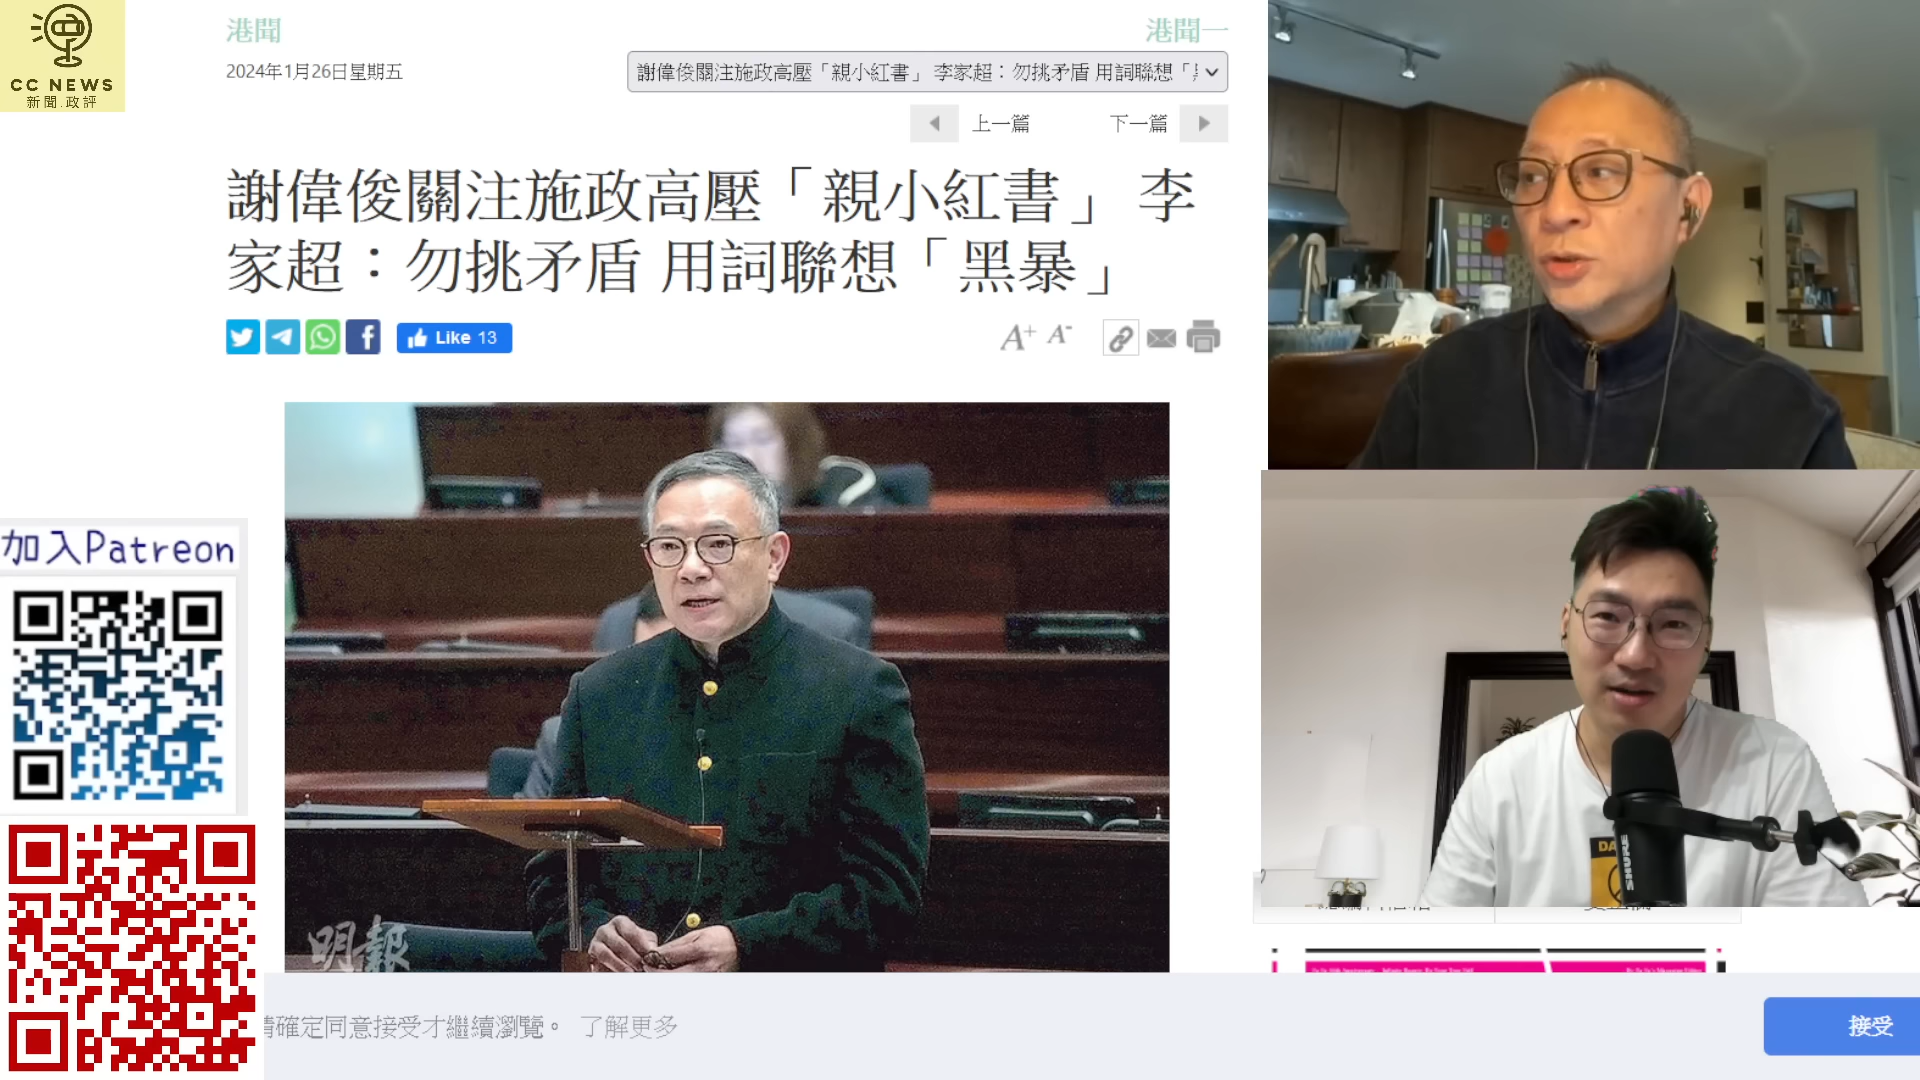 CC NEWS
新聞.政評
港聞
港聞一
2024年1月26日星期五
謝偉俊關注施政高壓「親小紅書」 李家超：勿挑矛盾 用詞聯想「
上一篇
下一篇
謝偉俊關注施政高壓「親小紅書」 李
家超：勿挑矛盾 用詞聯想「黑暴」
Like 13
A+ A-
加入Patreon
明報
DA
SHURE
請確定同意接受才繼續瀏覽。 了解更多
接受